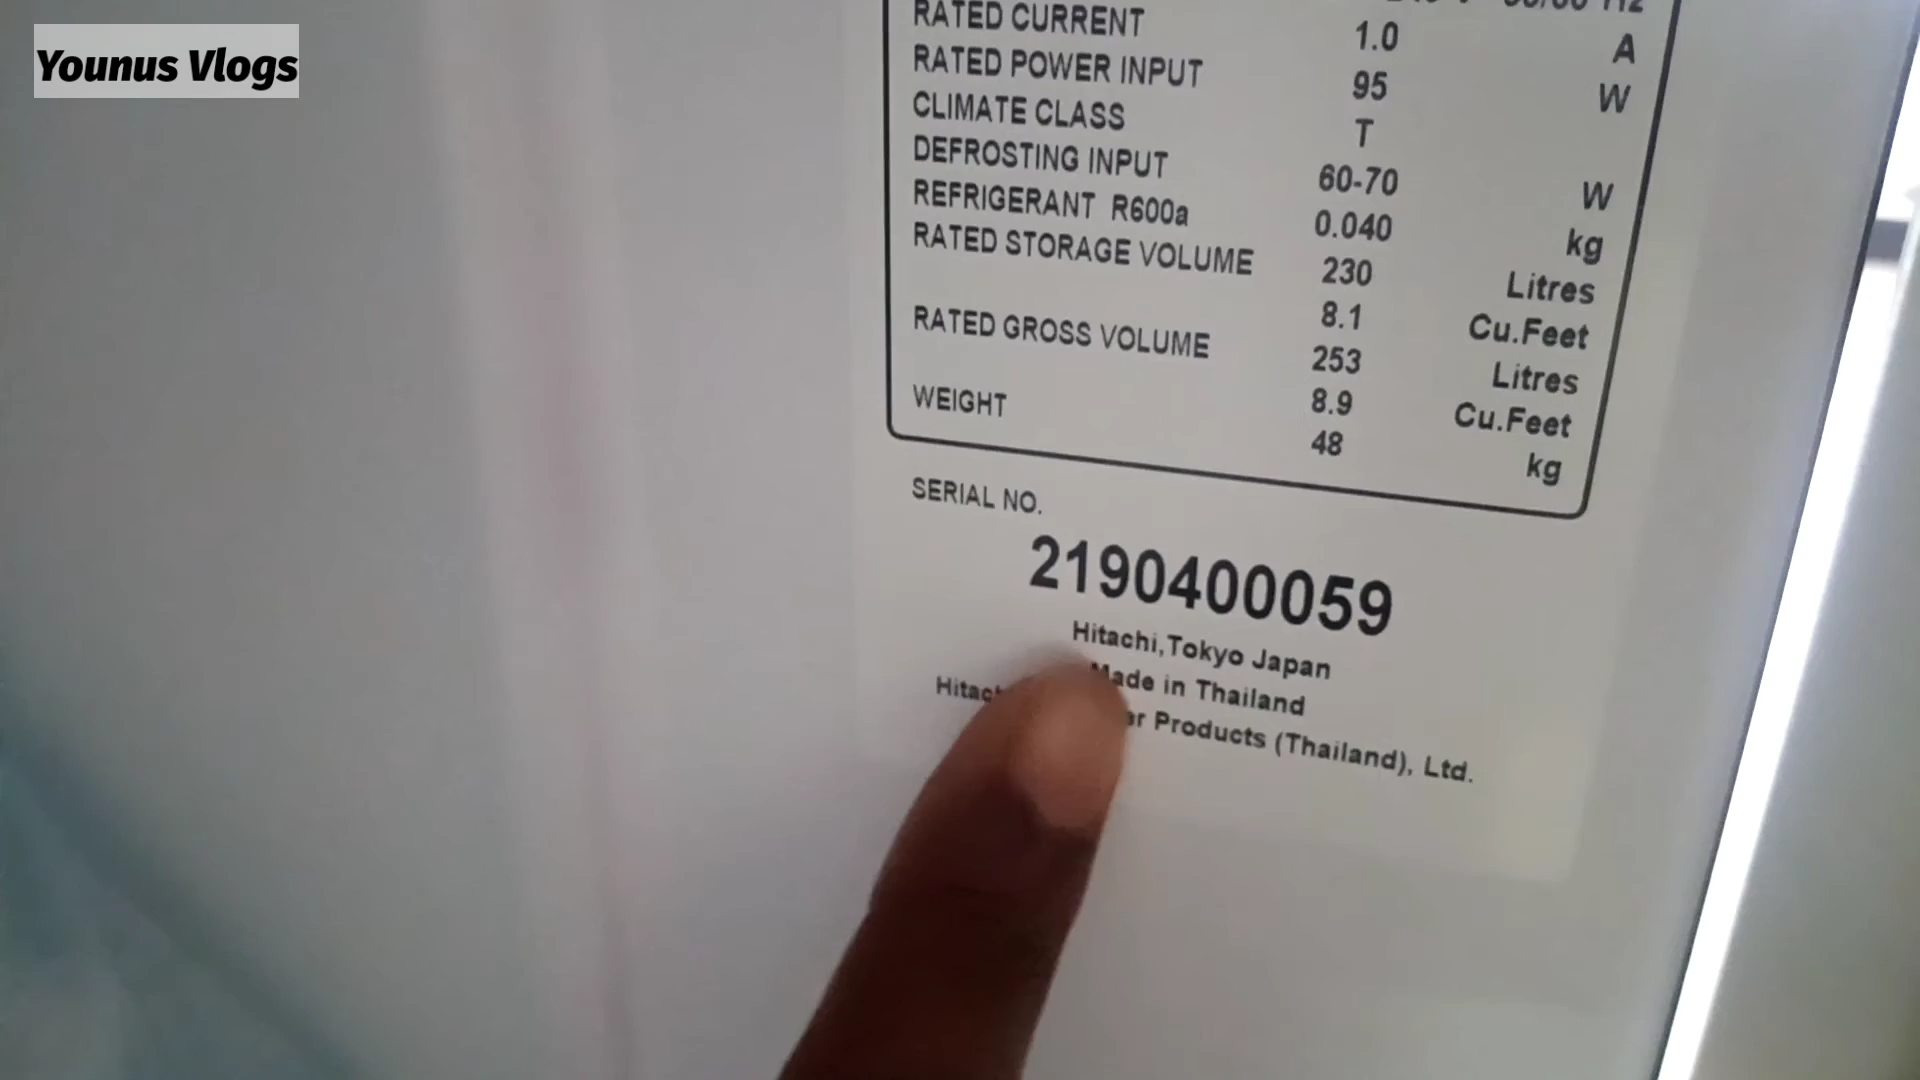 Younus Vlogs
RATED CURRENT 1.0 A
RATED POWER INPUT 95 W
CLIMATE CLASS T
DEFROSTING INPUT 60-70 W
REFRIGERANT R600a 0.040 kg
RATED STORAGE VOLUME 230 Litres
8.1 Cu.Feet
RATED GROSS VOLUME 253 Litres
8.9 Cu.Feet
WEIGHT 48 kg
SERIAL NO.
2190400059
Hitachi,Tokyo Japan
Made in Thailand
Products (Thailand), Ltd.